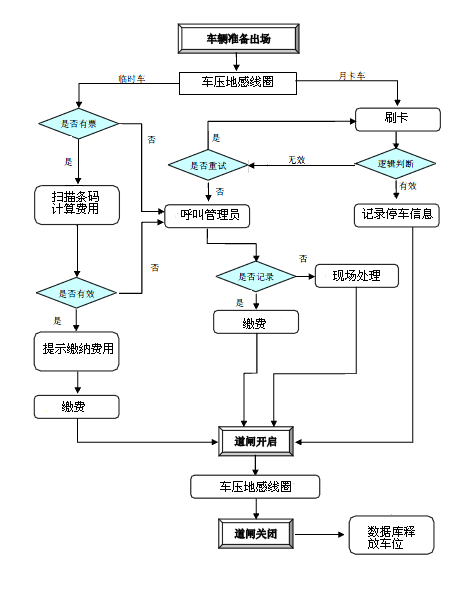 车辆准备出场
临时车
车压地感线圈
月卡车
是否有票
否
是
刷卡
是
是否重试
无效
逻辑判断
扫描条码
计算费用
否
有效
呼叫管理员
记录停车信息
是否有效
否
是
是否记录
否
现场处理
是
提示缴纳费用
缴费
缴费
道闸开启
车压地感线圈
道闸关闭
数据库释
放车位